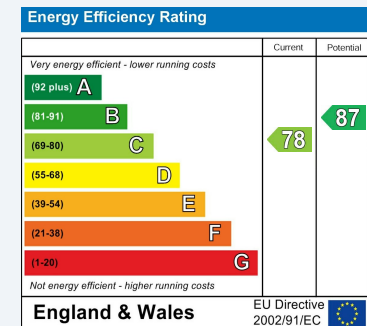 Energy Efficiency Rating
Current Potential
Very energy efficient - lower running costs
(92 plus) A
(81-91) B
87
(69-80) C
78
(55-68) D
(39-54) E
(21-38) F
(1-20) G
Not energy efficient - higher running costs
England & Wales
EU Directive
2002/91/EC